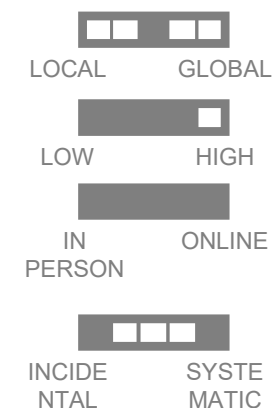 LOCAL GLOBAL
LOW HIGH
IN ONLINE
PERSON
INCIDE SYSTE
NTAL MATIC